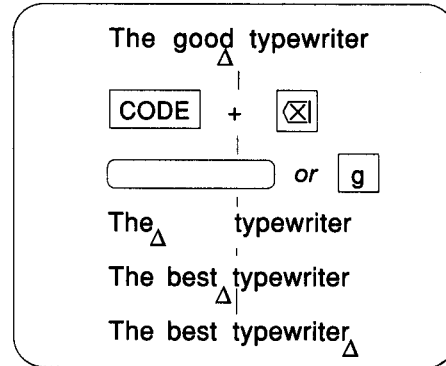 The good typewriter
CODE + ⌫
or g
The typewriter
The best typewriter
The best typewriter